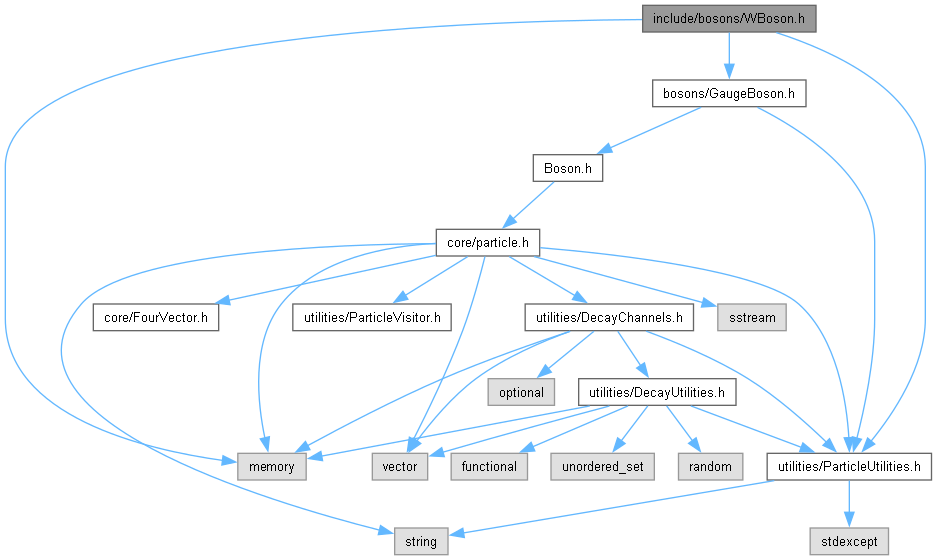 include/bosons/WBoson.h
bosons/GaugeBoson.h
Boson.h
core/particle.h
core/FourVector.h
utilities/ParticleVisitor.h
utilities/DecayChannels.h
sstream
optional
utilities/DecayUtilities.h
memory
vector
functional
unordered_set
random
utilities/ParticleUtilities.h
string
stdexcept